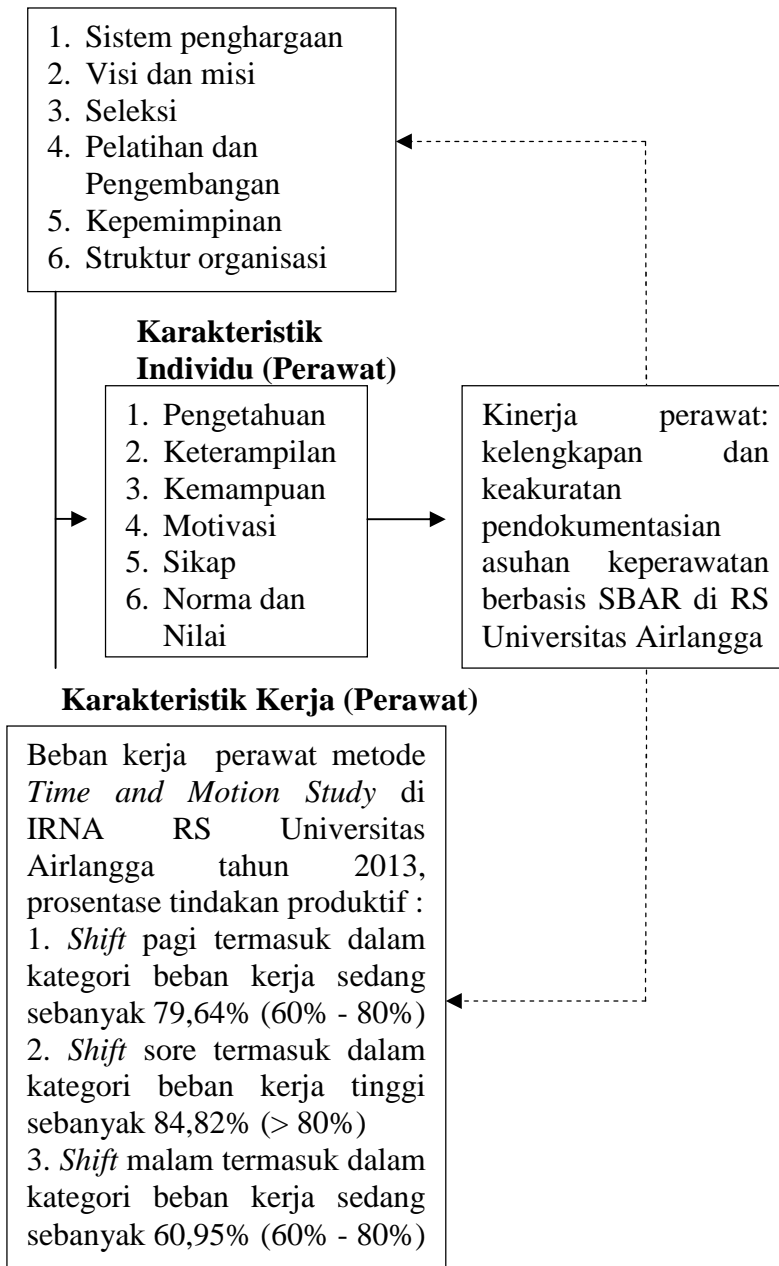 1. Sistem penghargaan
2. Visi dan misi
3. Seleksi
4. Pelatihan dan
Pengembangan
5. Kepemimpinan
6. Struktur organisasi
Karakteristik
Individu (Perawat)
1. Pengetahuan
2. Keterampilan
3. Kemampuan
4. Motivasi
5. Sikap
6. Norma dan
Nilai
Kinerja perawat:
kelengkapan dan
keakuratan
pendokumentasian
asuhan keperawatan
berbasis SBAR di RS
Universitas Airlangga
Karakteristik Kerja (Perawat)
Beban kerja perawat metode
Time and Motion Study di
IRNA RS Universitas
Airlangga tahun 2013,
prosentase tindakan produktif :
1. Shift pagi termasuk dalam
kategori beban kerja sedang
sebanyak 79,64% (60% - 80%)
2. Shift sore termasuk dalam
kategori beban kerja tinggi
sebanyak 84,82% (> 80%)
3. Shift malam termasuk dalam
kategori beban kerja sedang
sebanyak 60,95% (60% - 80%)